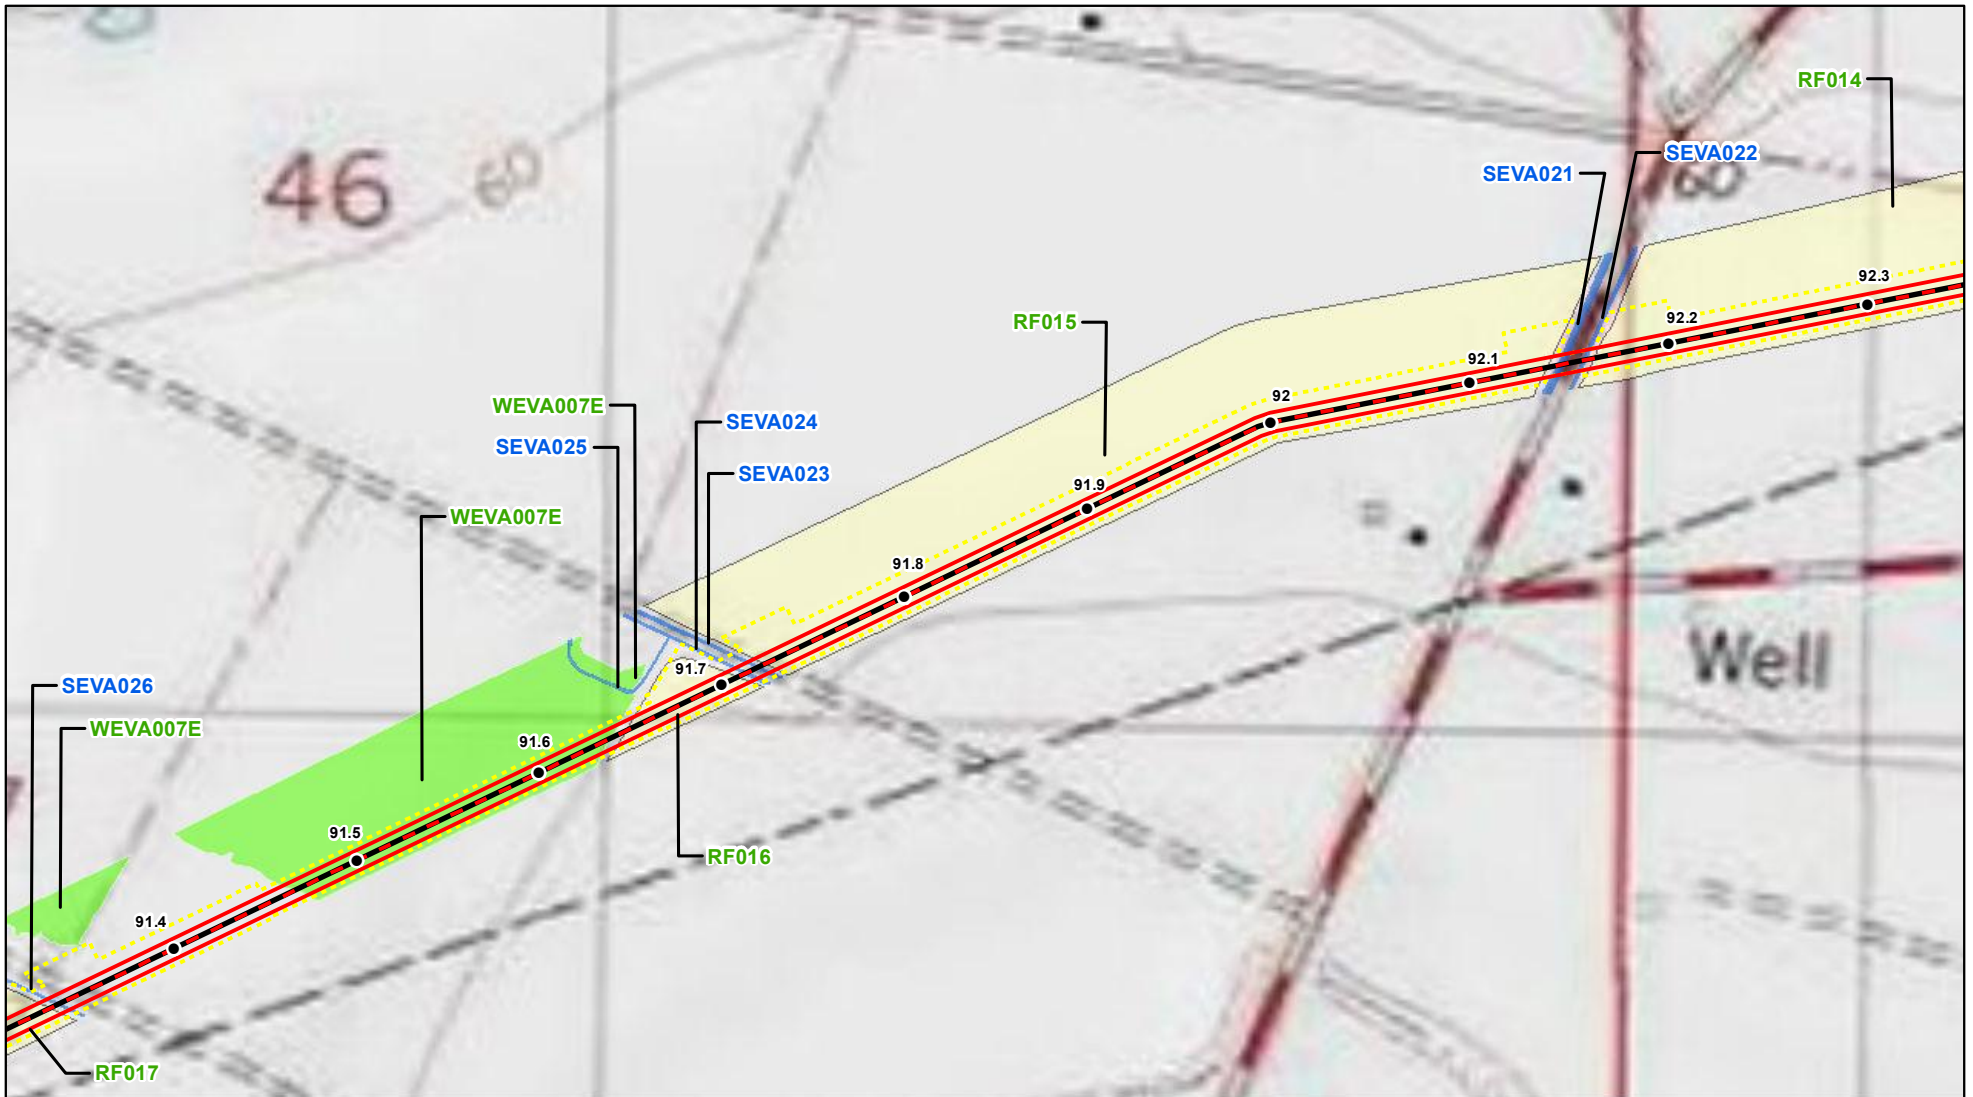 RF014
SEVA022
SEVA021
60
46
60
92.3
92.2
RF015
92.1
92
WEVA007E
SEVA024
SEVA025
SEVA023
91.9
WEVA007E
91.8
Well
91.7
SEVA026
WEVA007E
91.6
91.5
RF016
91.4
RF017